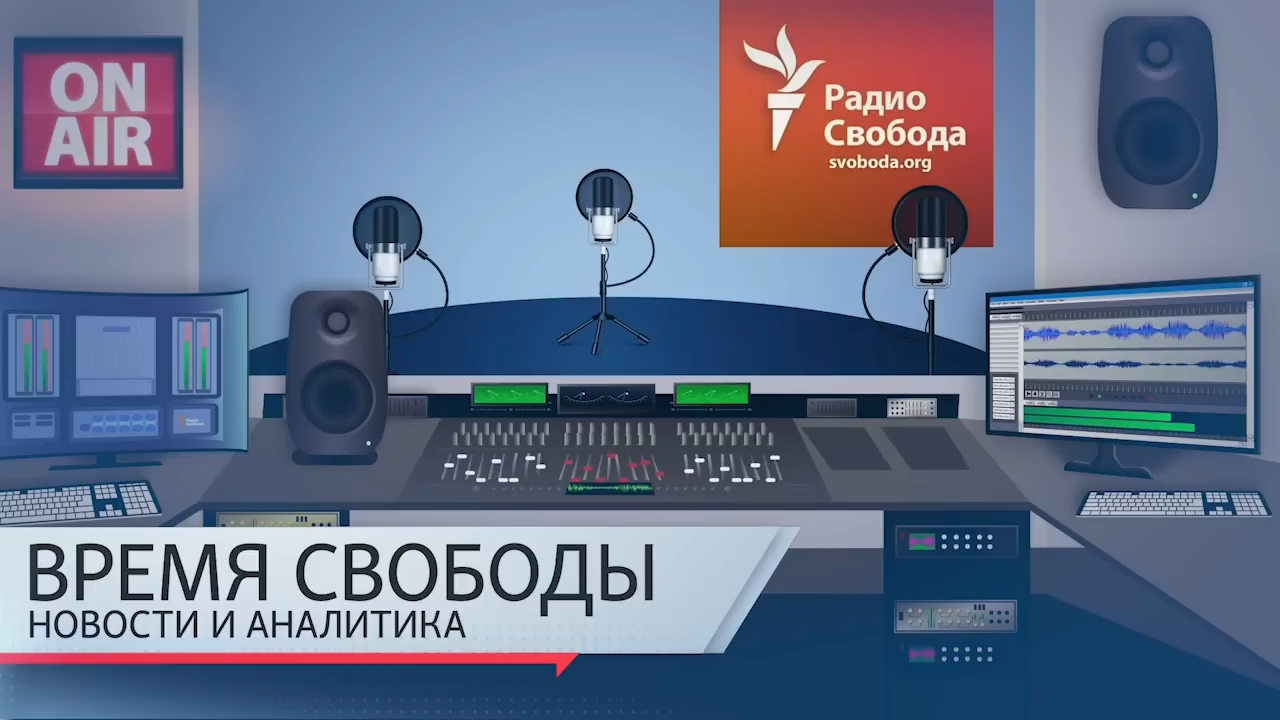 ON
AIR
Радио
Свобода
svoboda.org
ВРЕМЯ СВОБОДЫ
НОВОСТИ И АНАЛИТИКА